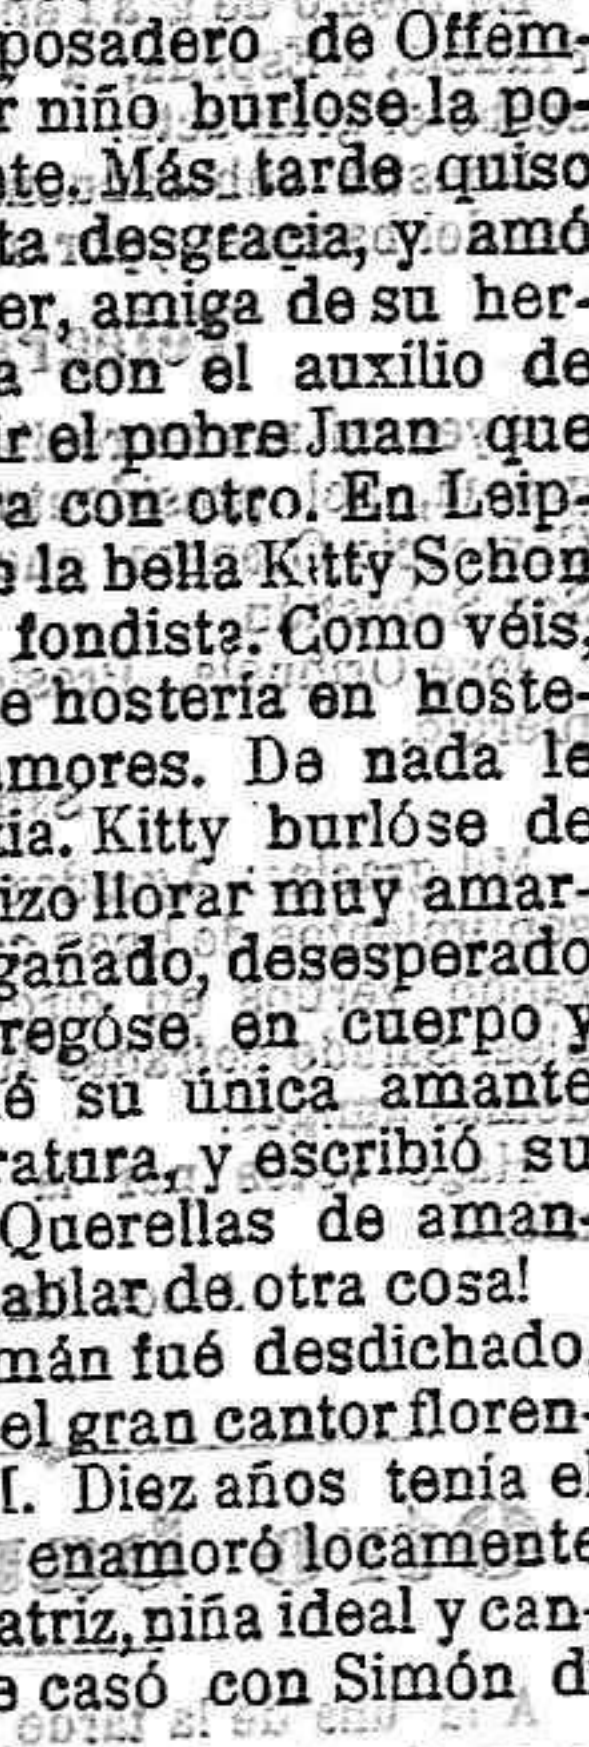 posadero de Offem-
r niño burlose la po-
te. Más tarde quiso
ta desgracia, y amó
er, amiga de su her-
a con el auxilio de
ir el pobre Juan que
a con otro. En Leip-
e la bella Kitty Schon
fondista. Como véis,
e hostería en hoste-
amores. De nada le
ia. Kitty burlóse de
izo llorar muy amar-
gañado, desesperado
regóse en cuerpo y
é su única amante
ratura, y escribió su
Querellas de aman-
ablar de otra cosa!
mán fué desdichado,
el gran cantor floren-
I. Diez años tenía el
enamoró locamente
atriz, niña ideal y can-
e casó con Simón d